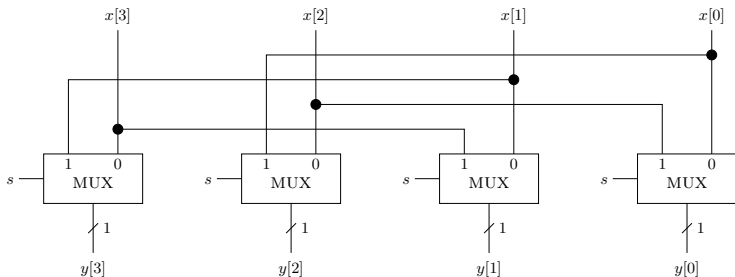 x[3] x[2] x[1] x[0]
1 0 1 0 1 0 1 0
s MUX s MUX s MUX s MUX
1 1 1 1
y[3] y[2] y[1] y[0]